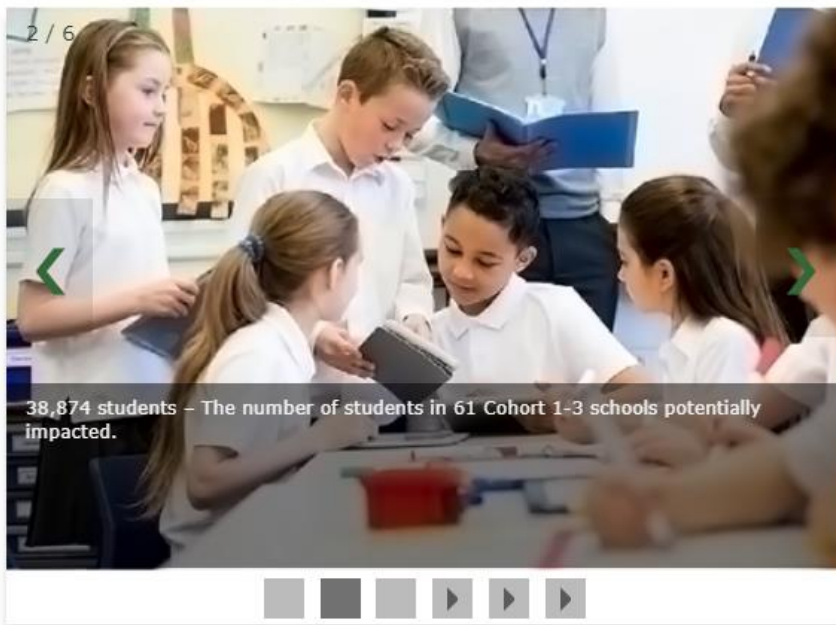 2 / 6
38,874 students – The number of students in 61 Cohort 1-3 schools potentially
impacted.